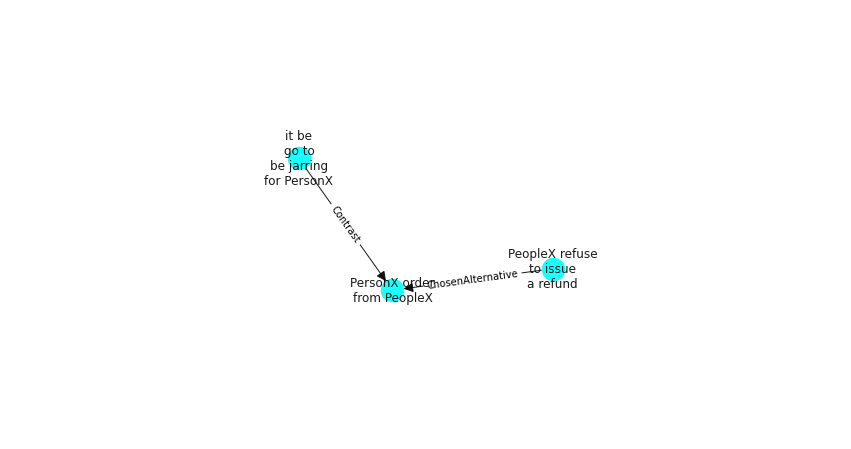 it be
go to
be jarring
for PersonX
Contrast
PeopleX refuse
to issue
a refund
ChosenAlternative
PersonX order
from PeopleX